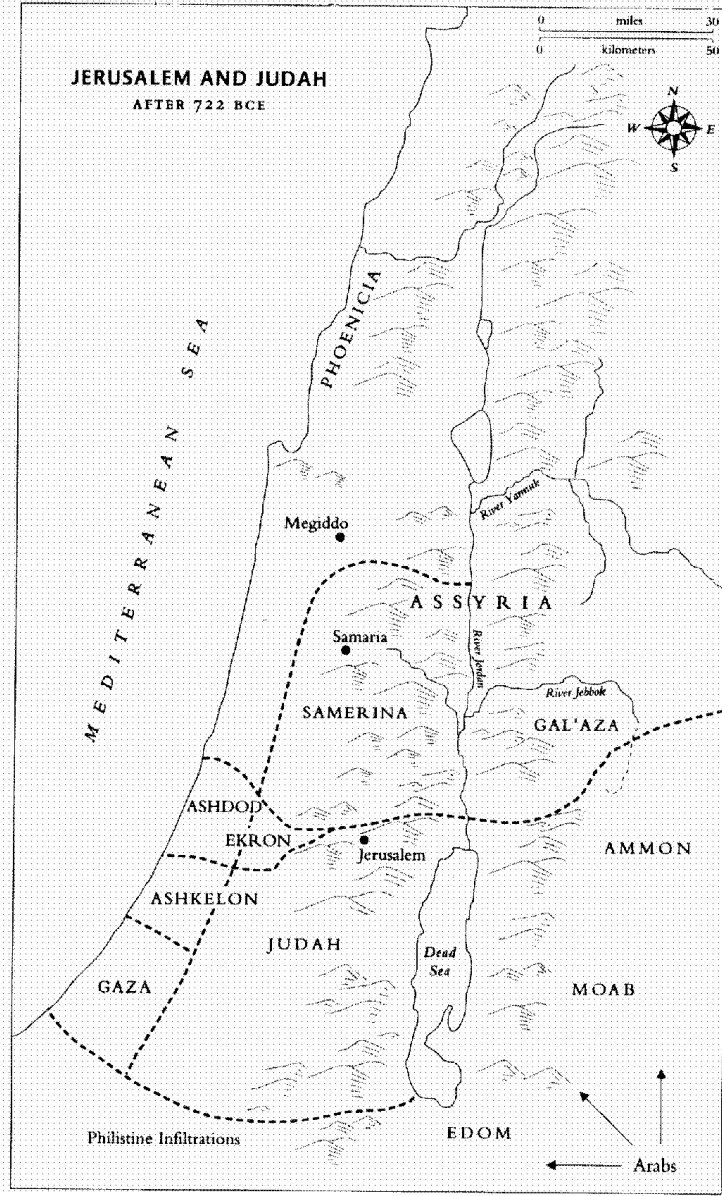 0 miles 30
0 kilometers 50
JERUSALEM AND JUDAH
AFTER 722 BCE
N
W E
S
PHOENICIA
MEDITERRANEAN SEA
Megiddo
River Yarmuk
ASSYRIA
Samaria
River Jordan
River Jebbok
SAMERINA
GAL'AZA
ASHDOD
EKRON
Jerusalem
AMMON
ASHKELON
JUDAH
Dead
Sea
GAZA
MOAB
Philistine Infiltrations
EDOM
Arabs